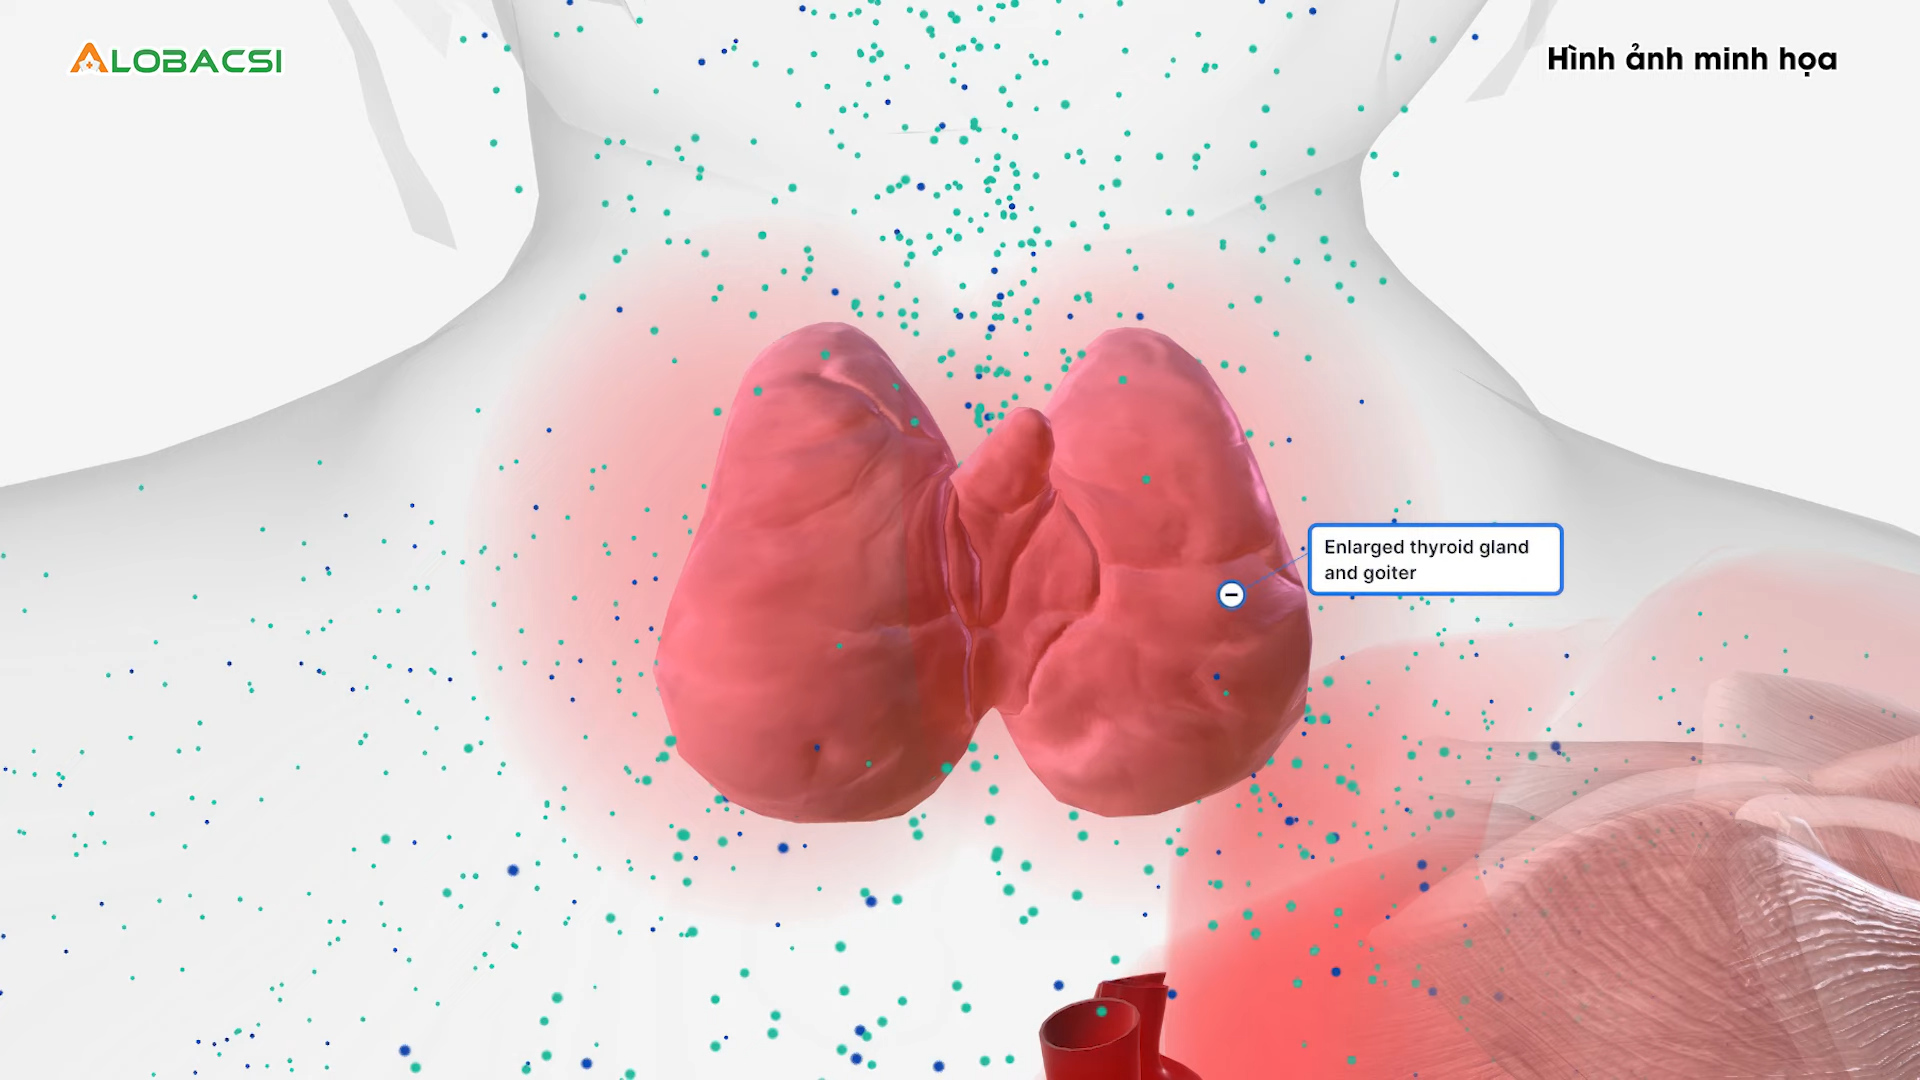 ALOBACSI
Hình ảnh minh họa
Enlarged thyroid gland
and goiter